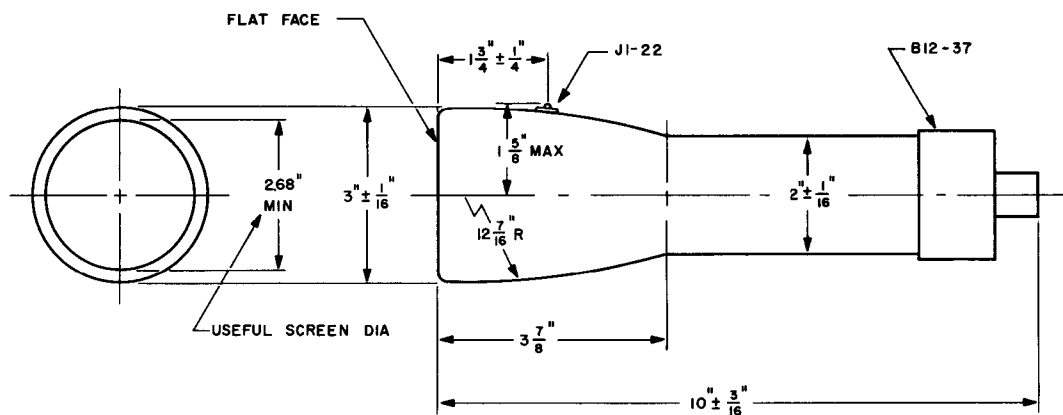 FLAT FACE
1 3/4" ± 1/4"
J1-22
B12-37
1 5/8" MAX
2.68"
MIN
3" ± 1/16"
2" ± 1/16"
12 7/16" R
USEFUL SCREEN DIA
3 7/8"
10" ± 3/16"